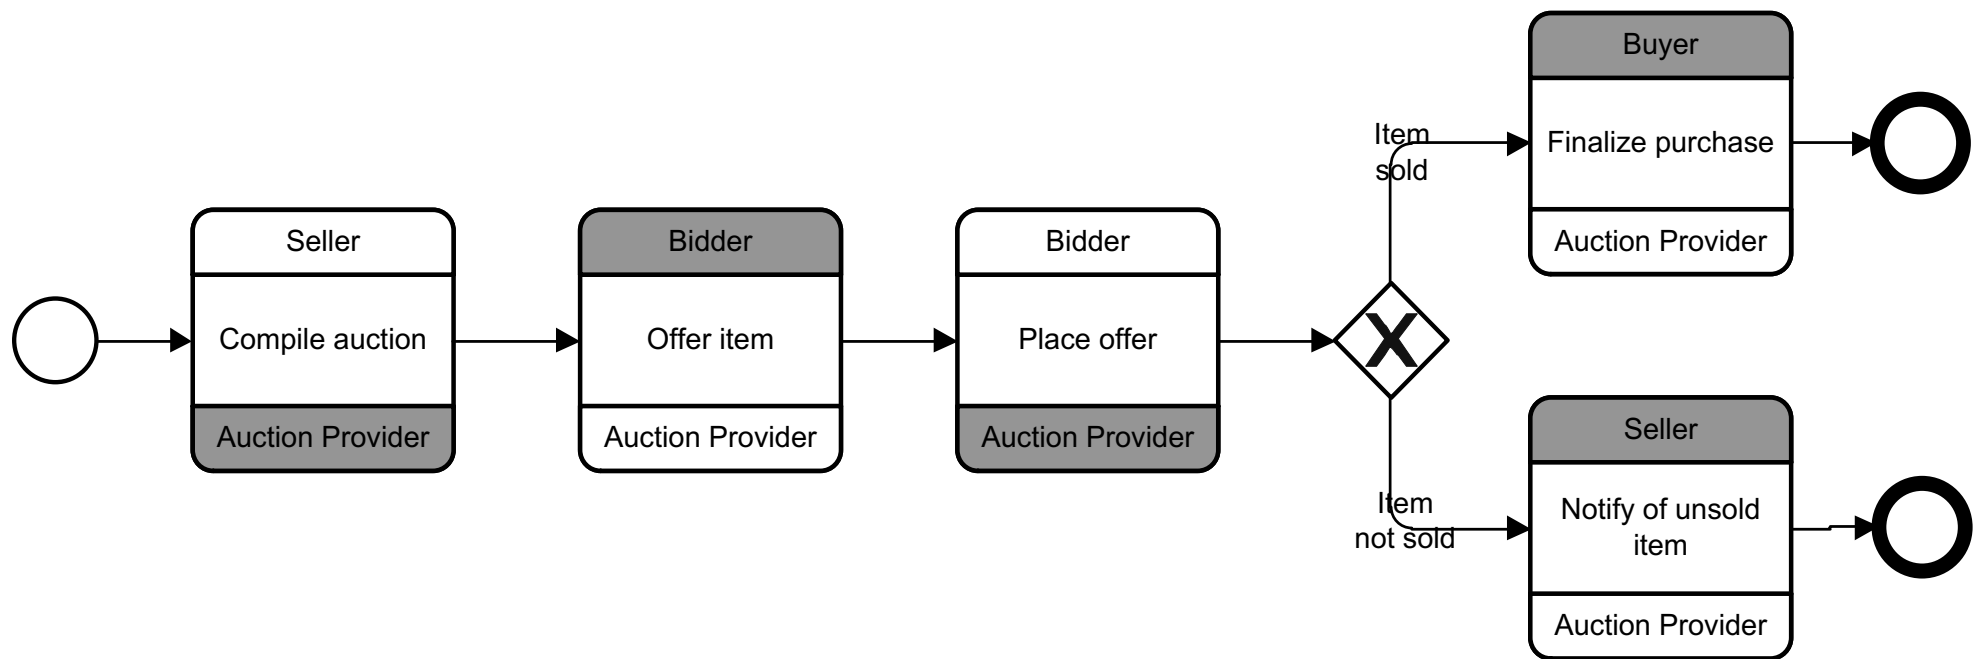 Seller
Compile auction
Auction Provider
Bidder
Offer item
Auction Provider
Bidder
Place offer
Auction Provider
X
Item
sold
Buyer
Finalize purchase
Auction Provider
Item
not sold
Seller
Notify of unsold
item
Auction Provider